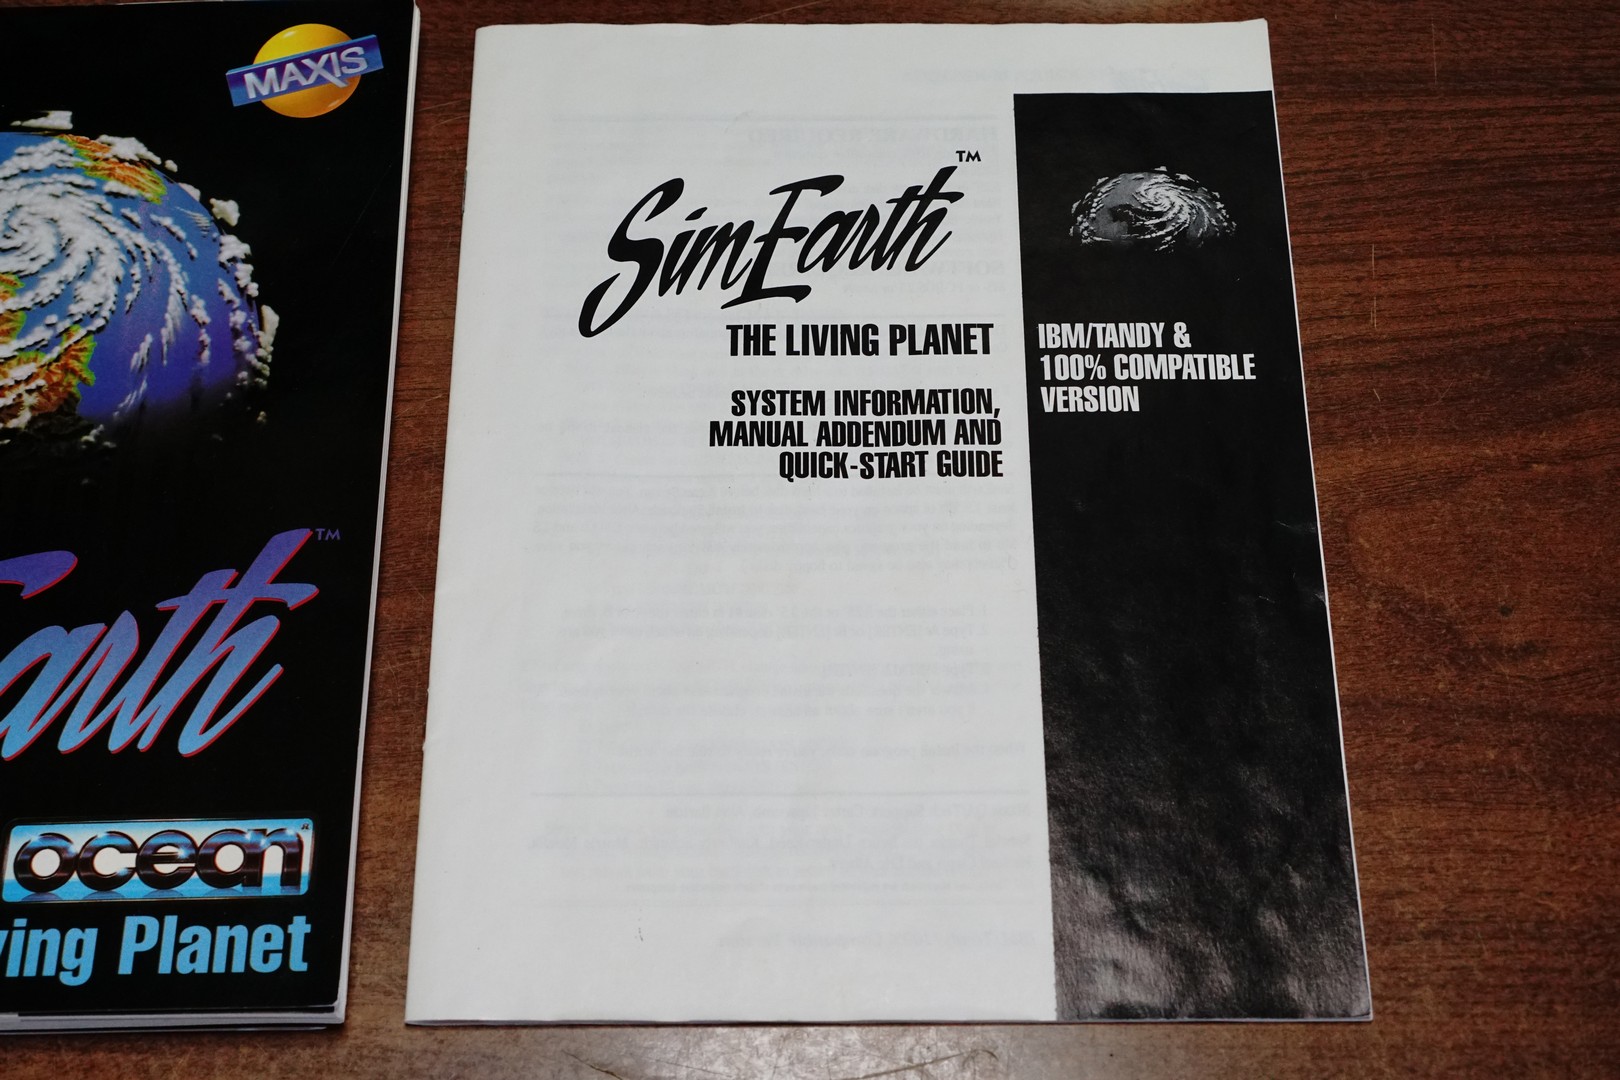 MAXIS
Earth™
ocean
ving Planet
SimEarth™
THE LIVING PLANET
SYSTEM INFORMATION,
MANUAL ADDENDUM AND
QUICK-START GUIDE
IBM/TANDY &
100% COMPATIBLE
VERSION